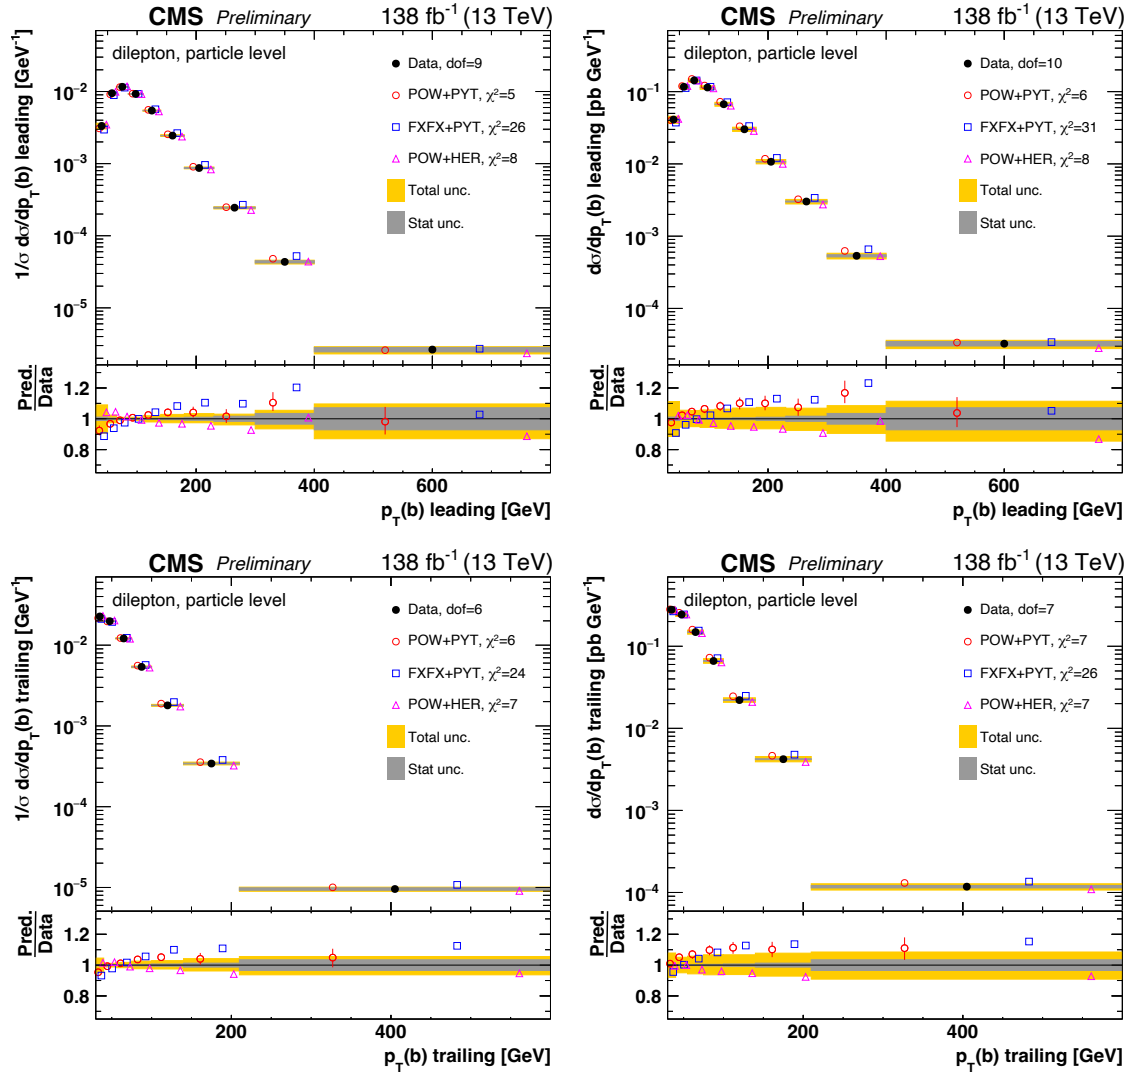 CMS Preliminary 138 fb⁻¹ (13 TeV)
dilepton, particle level
1/σ dσ/dp_T(b) leading [GeV⁻¹]
Data, dof=9
POW+PYT, χ²=5
FXFX+PYT, χ²=26
POW+HER, χ²=8
Total unc.
Stat unc.
10⁻²
10⁻³
10⁻⁴
10⁻⁵
Pred.
Data
1.2
1
0.8
200 400 600
p_T(b) leading [GeV]
CMS Preliminary 138 fb⁻¹ (13 TeV)
dilepton, particle level
dσ/dp_T(b) leading [pb GeV⁻¹]
Data, dof=10
POW+PYT, χ²=6
FXFX+PYT, χ²=31
POW+HER, χ²=8
Total unc.
Stat unc.
10⁻¹
10⁻²
10⁻³
10⁻⁴
Pred.
Data
1.2
1
0.8
200 400 600
p_T(b) leading [GeV]
CMS Preliminary 138 fb⁻¹ (13 TeV)
dilepton, particle level
1/σ dσ/dp_T(b) trailing [GeV⁻¹]
Data, dof=6
POW+PYT, χ²=6
FXFX+PYT, χ²=24
POW+HER, χ²=7
Total unc.
Stat unc.
10⁻²
10⁻³
10⁻⁴
10⁻⁵
Pred.
Data
1.2
1
0.8
200 400
p_T(b) trailing [GeV]
CMS Preliminary 138 fb⁻¹ (13 TeV)
dilepton, particle level
dσ/dp_T(b) trailing [pb GeV⁻¹]
Data, dof=7
POW+PYT, χ²=7
FXFX+PYT, χ²=26
POW+HER, χ²=7
Total unc.
Stat unc.
10⁻¹
10⁻²
10⁻³
10⁻⁴
Pred.
Data
1.2
1
0.8
200 400
p_T(b) trailing [GeV]